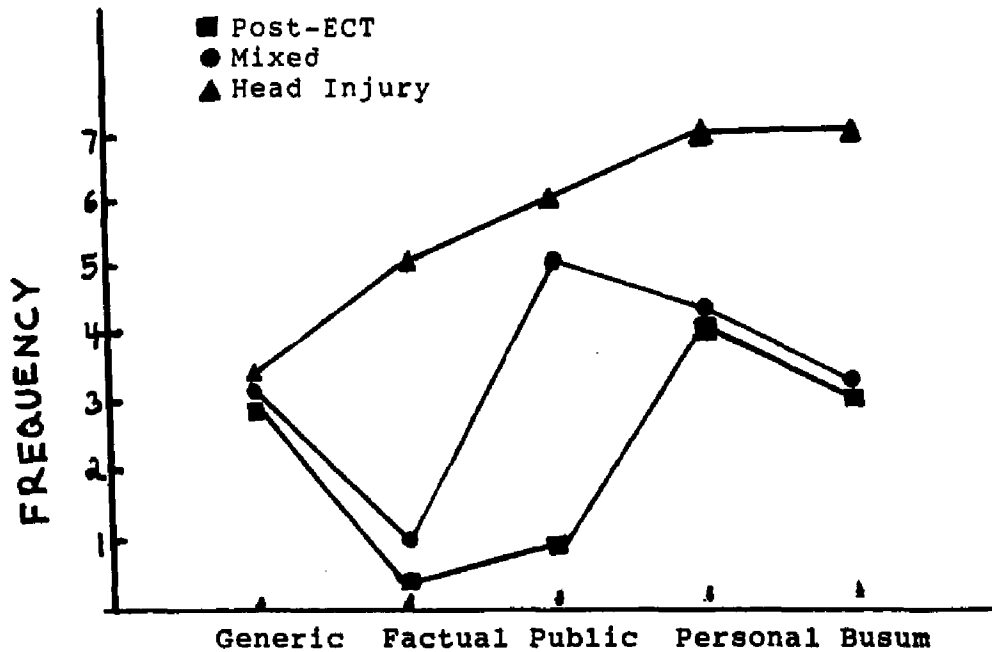 Post-ECT
Mixed
Head Injury
7
6
5
4
3
2
1
FREQUENCY
Generic Factual Public Personal Busum